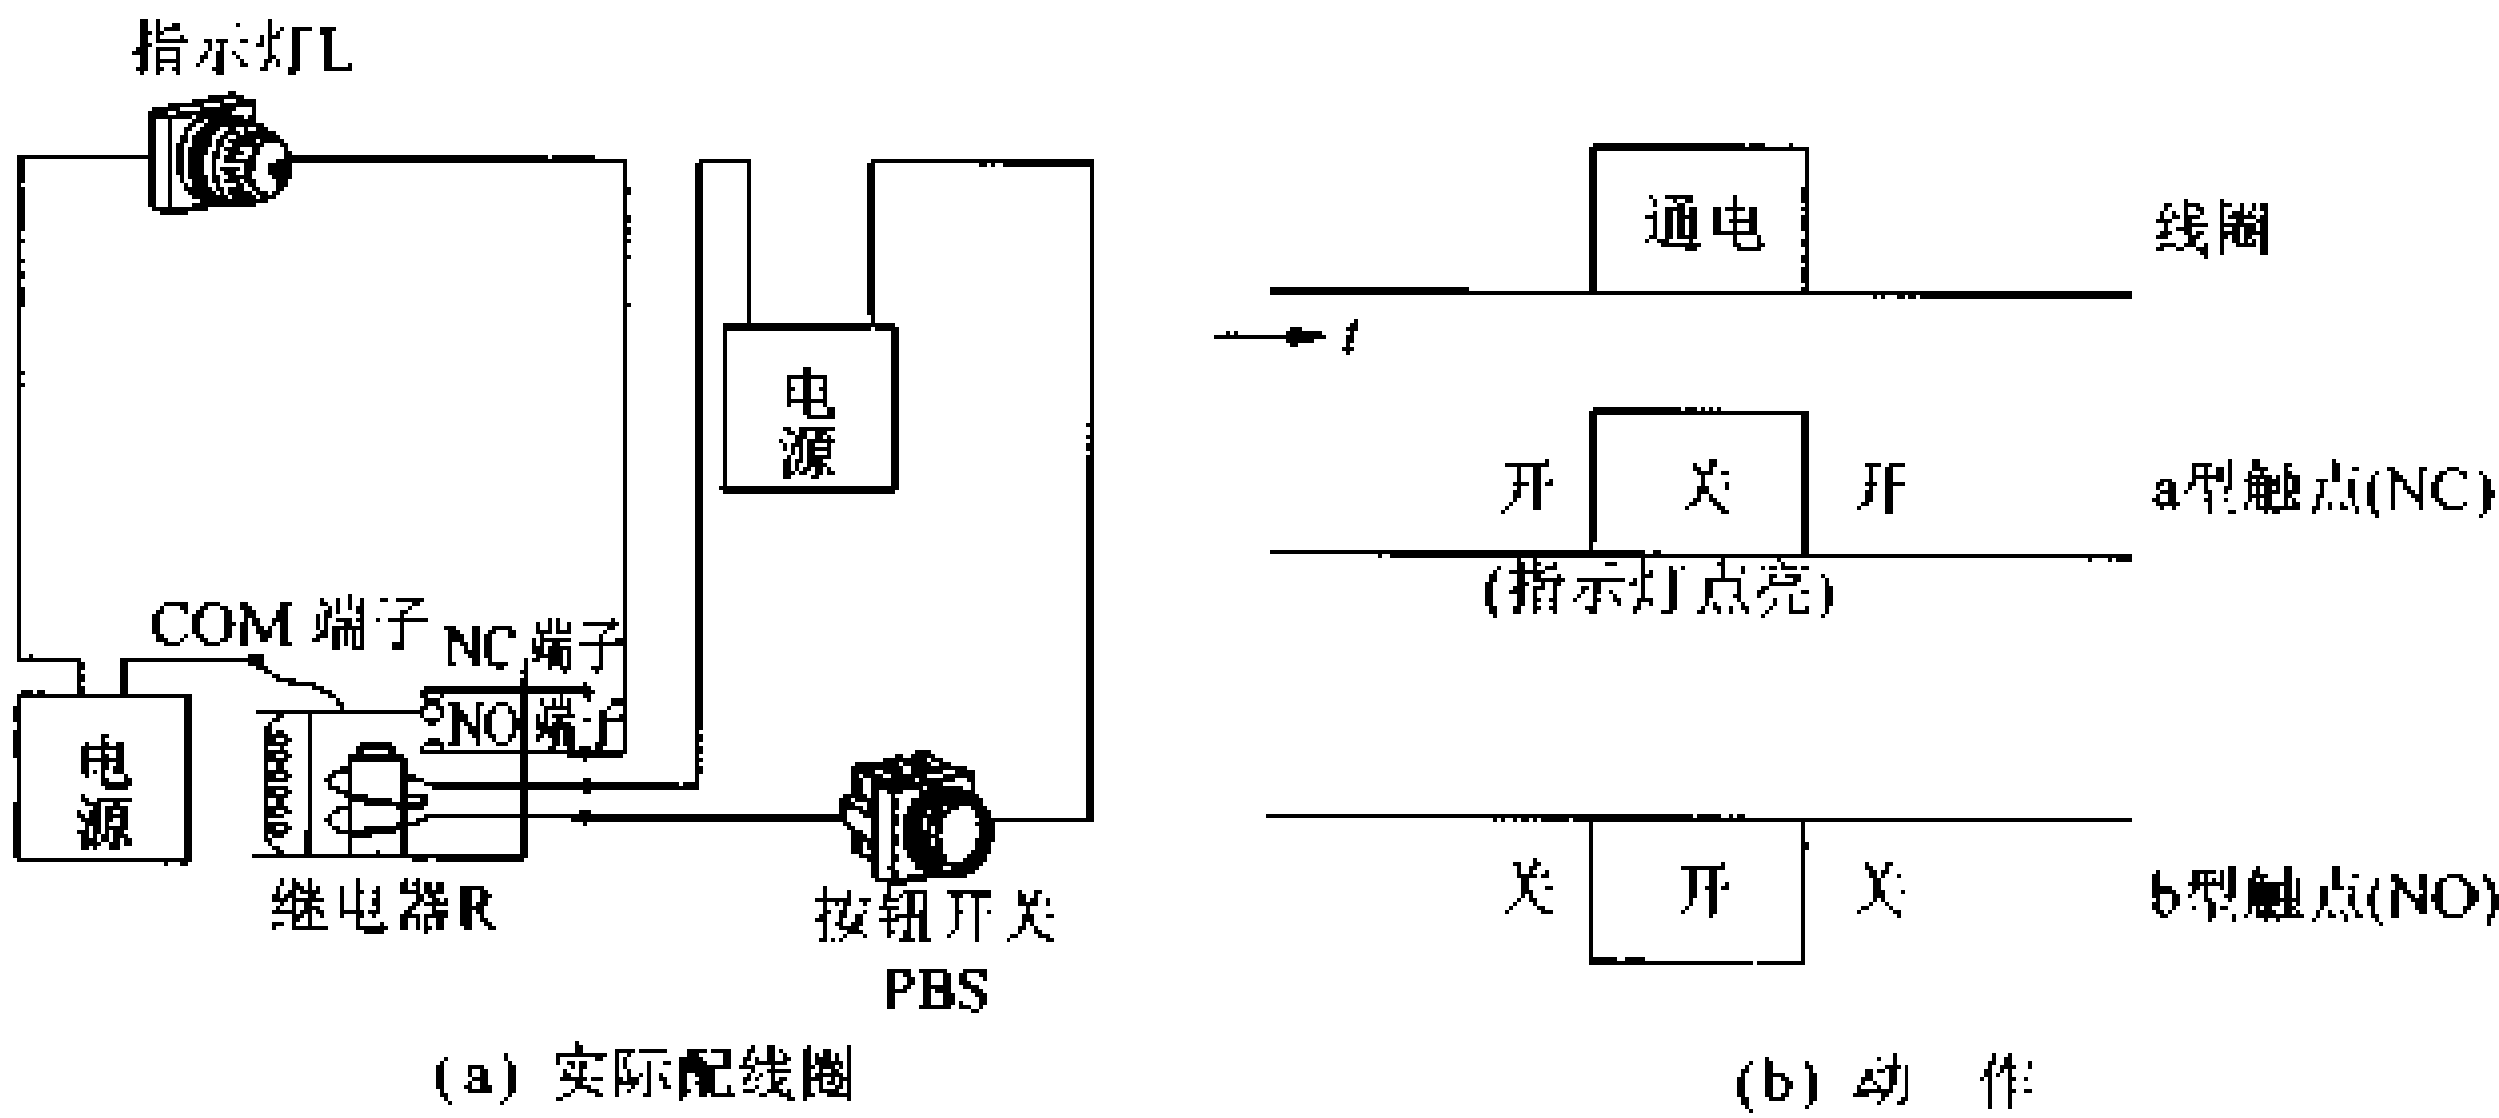 指示灯L
电源
COM 端子
NC 端子
NO 端子
电源
继电器R
按钮开关
PBS
(a) 实际配线圈
通电
线圈
t
开 关 开
a型触点(NC)
(指示灯点亮)
关 开 关
b型触点(NO)
(b) 动 作